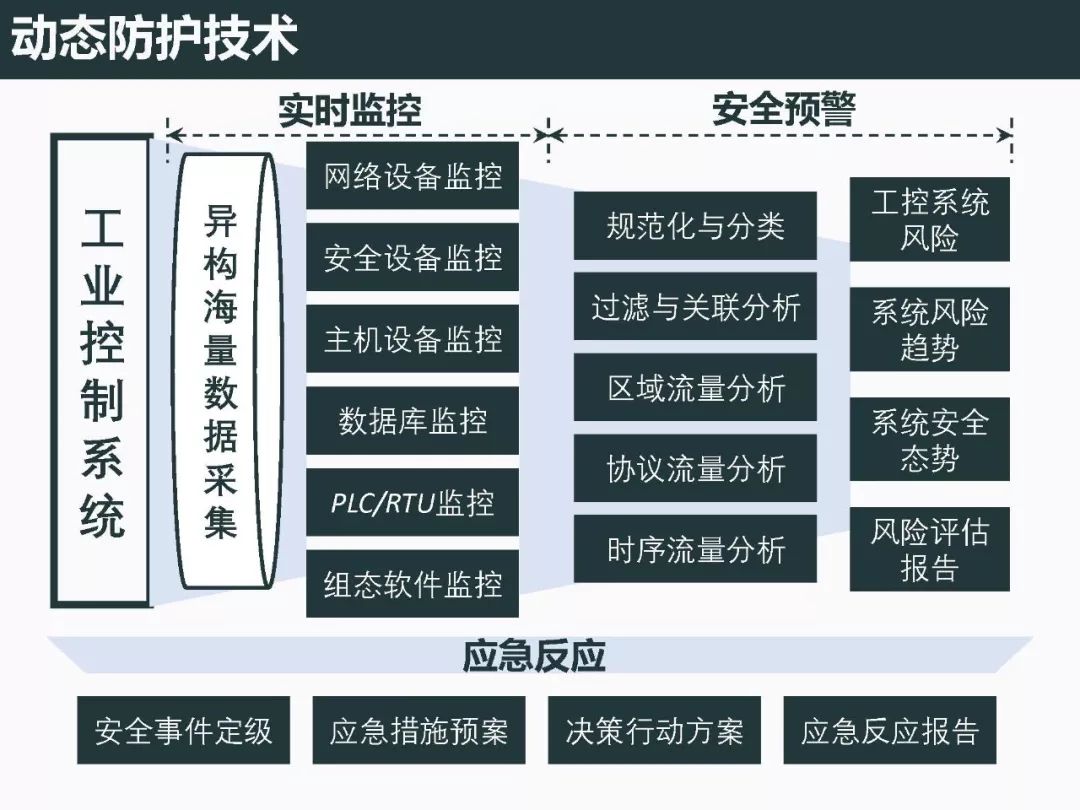 动态防护技术
实时监控
安全预警
工业控制系统
异构海量数据采集
网络设备监控
安全设备监控
主机设备监控
数据库监控
PLC/RTU监控
组态软件监控
规范化与分类
过滤与关联分析
区域流量分析
协议流量分析
时序流量分析
工控系统
风险
系统风险
趋势
系统安全
态势
风险评估
报告
应急反应
安全事件定级
应急措施预案
决策行动方案
应急反应报告